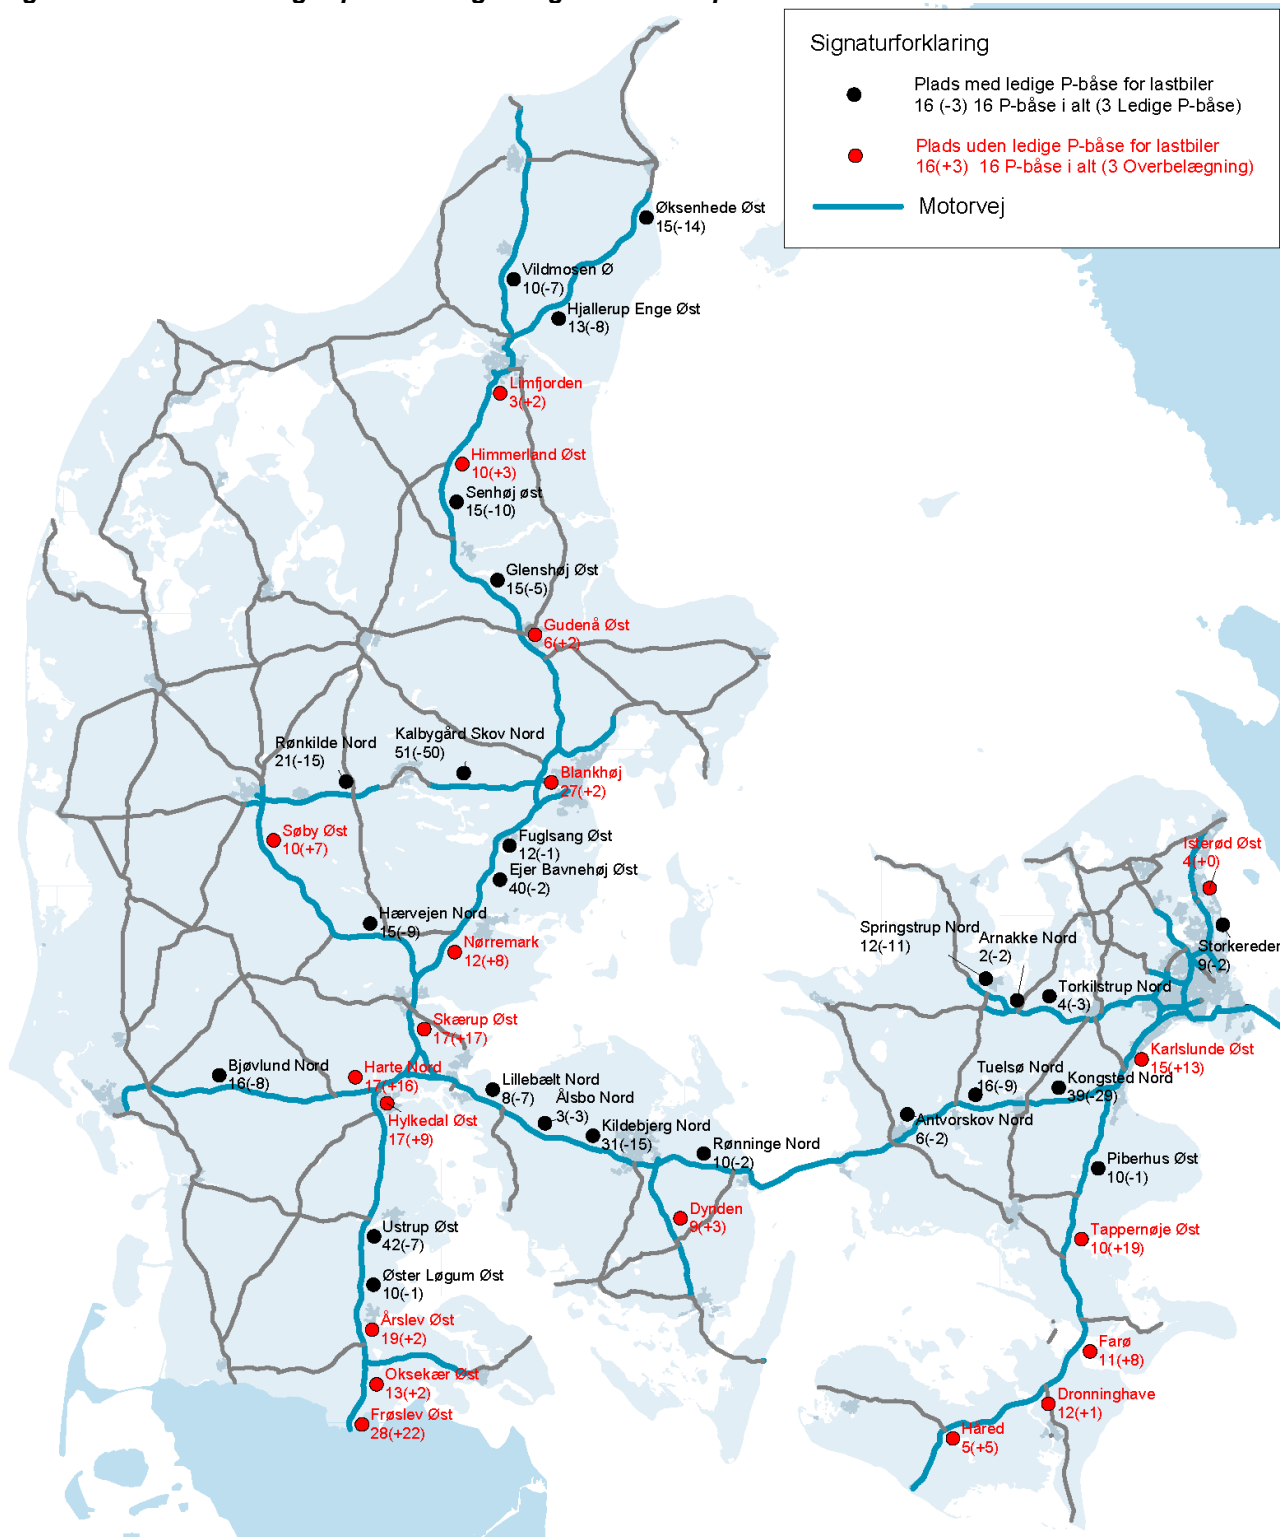 Signaturforklaring
Plads med ledige P-båse for lastbiler
16 (-3) 16 P-båse i alt (3 Ledige P-båse)
Plads uden ledige P-båse for lastbiler
16(+3) 16 P-båse i alt (3 Overbelægning)
Motorvej
Øksenhede Øst
15(-14)
Vildmosen Ø
10(-7)
Hjallerup Enge Øst
13(-8)
Limfjorden
3(+2)
Himmerland Øst
10(+3)
Senhøj øst
15(-10)
Glenshøj Øst
15(-5)
Gudenå Øst
6(+2)
Kalbygård Skov Nord
51(-50)
Rønkilde Nord
21(-15)
Blankhøj
27(+2)
Søby Øst
10(+7)
Fuglsang Øst
12(-1)
Ejer Bavnehøj Øst
40(-2)
Hærvejen Nord
15(-9)
Nørremark
12(+8)
Isterød Øst
4(+0)
Springstrup Nord
12(-11)
Arnakke Nord
2(-2)
Storkereder
9(-2)
Torkilstrup Nord
4(-3)
Skærup Øst
17(+17)
Karlslunde Øst
15(+13)
Bjøvlund Nord
16(-8)
Harte Nord
17(+16)
Lillebælt Nord
8(-7)
Tuelsø Nord
16(-9)
Kongsted Nord
39(-29)
Hylkedal Øst
17(+9)
Ålsbo Nord
3(-3)
Kildebjerg Nord
31(-15)
Antvorskov Nord
6(-2)
Rønninge Nord
10(-2)
Piberhus Øst
10(-1)
Dynden
9(+3)
Ustrup Øst
42(-7)
Tappernøje Øst
10(+19)
Øster Løgum Øst
10(-1)
Årslev Øst
19(+2)
Farø
11(+8)
Oksekær Øst
13(+2)
Dronninghave
12(+1)
Frøslev Øst
28(+22)
Håred
5(+5)